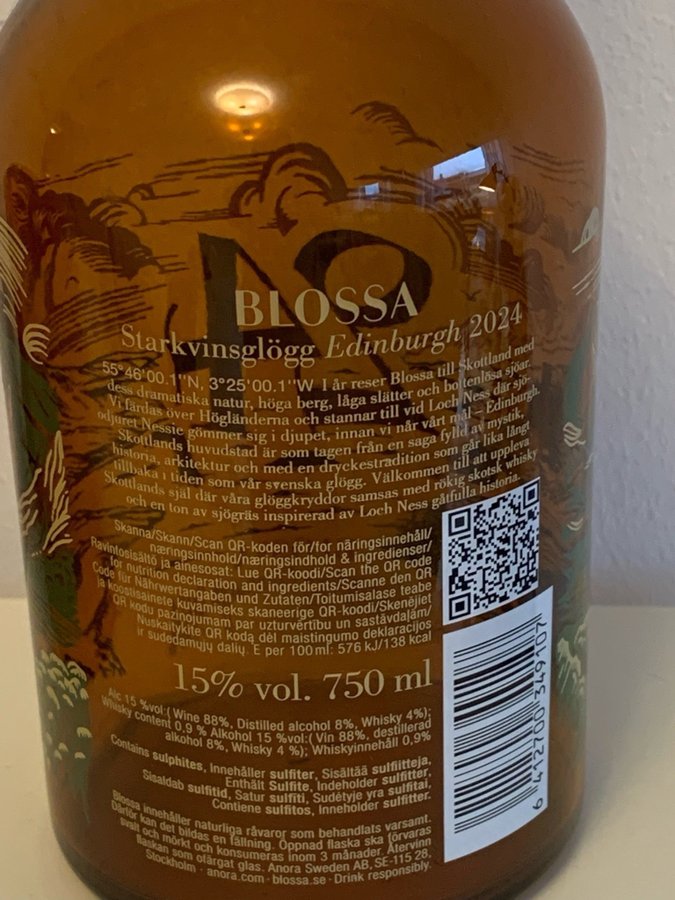 BLOSSA
Starkvinsglögg Edinburgh 2024
55°46'00.1''N, 3°25'00.1''W I år reser Blossa till Skottland med
dess dramatiska natur, höga berg, låga slätter och bottenlösa sjöar.
Vi färdas över Högländerna och stannar till vid Loch Ness där sjö-
odjuret Nessie gömmer sig i djupet, innan vi når vårt mål – Edinburgh.
Skottlands huvudstad är som tagen från en saga fylld av mystik,
historia, arkitektur och med en dryckestradition som går lika långt
tillbaka i tiden som vår svenska glögg. Välkommen till att uppleva
Skottlands själ där våra glöggkryddor samsas med rökig skotsk whisky
och en ton av sjögräs inspirerad av Loch Ness gåtfulla historia.
Skanna/Skann/Scan QR-koden för/for näringsinnehåll/
næringsinnhold/næringsindhold & ingredienser/
Ravintosisältö ja ainesosat: Lue QR-koodi/Scan the QR code
for nutrition declaration and ingredients/Scanne den QR
Code für Nährwertangaben und Zutaten/Toitumisalase teabe
ja koostisainete kuvamiseks skaneerige QR-koodi/Skenējiet
QR kodu paziņojumam par uzturvērtību un sastāvdaļām/
Nuskaitykite QR kodą dėl maistingumo deklaracijos
ir sudedamųjų dalių. E per 100 ml: 576 kJ/138 kcal
15% vol. 750 ml
Alc 15 %vol:( Wine 88%, Distilled alcohol 8%, Whisky 4%);
Whisky content 0.9 % Alkohol 15 %vol:( Vin 88%, destillerad
alkohol 8%, Whisky 4 %); Whiskyinnehåll 0,9%
Contains sulphites, Innehåller sulfiter, Sisältää sulfiitteja,
Enthält Sulfite, Indeholder sulfitter,
Sisaldab sulfitid, Satur sulfīti, Sudėtyje yra sulfitai,
Contiene sulfitos, Inneholder sulfitter.
Blossa innehåller naturliga råvaror som behandlats varsamt.
Därför kan det bildas en fällning. Öppnad flaska ska förvaras
svalt och mörkt och konsumeras inom 3 månader. Återvinn
flaskan som ofärgat glas. Anora Sweden AB, SE-115 28,
Stockholm · anora.com · blossa.se · Drink responsibly.
6 412700 349107